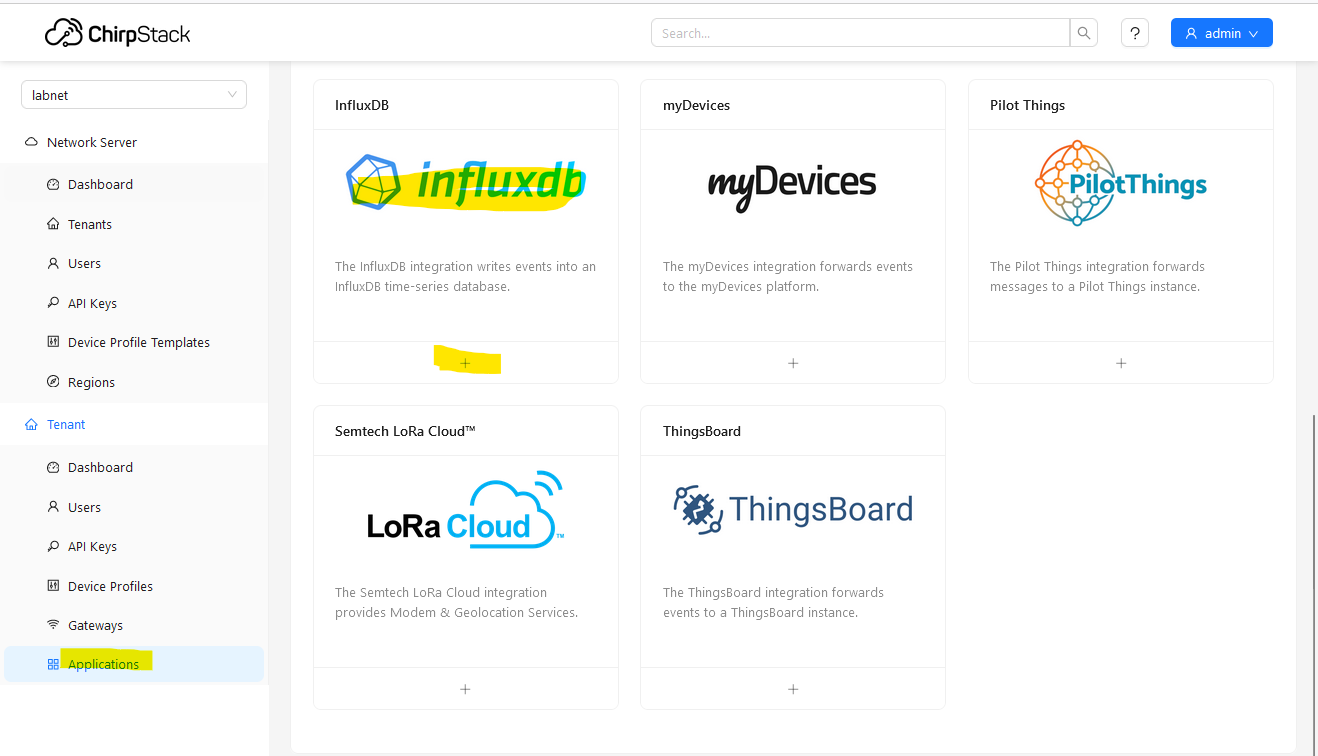 ChirpStack
Search...
?
admin
labnet
Network Server
Dashboard
Tenants
Users
API Keys
Device Profile Templates
Regions
Tenant
Dashboard
Users
API Keys
Device Profiles
Gateways
Applications
InfluxDB
influxdb
The InfluxDB integration writes events into an
InfluxDB time-series database.
+
myDevices
myDevices
The myDevices integration forwards events
to the myDevices platform.
+
Pilot Things
PilotThings
The Pilot Things integration forwards
messages to a Pilot Things instance.
+
Semtech LoRa Cloud™
LoRa Cloud™
The Semtech LoRa Cloud integration
provides Modem & Geolocation Services.
+
ThingsBoard
ThingsBoard
The ThingsBoard integration forwards
events to a ThingsBoard instance.
+